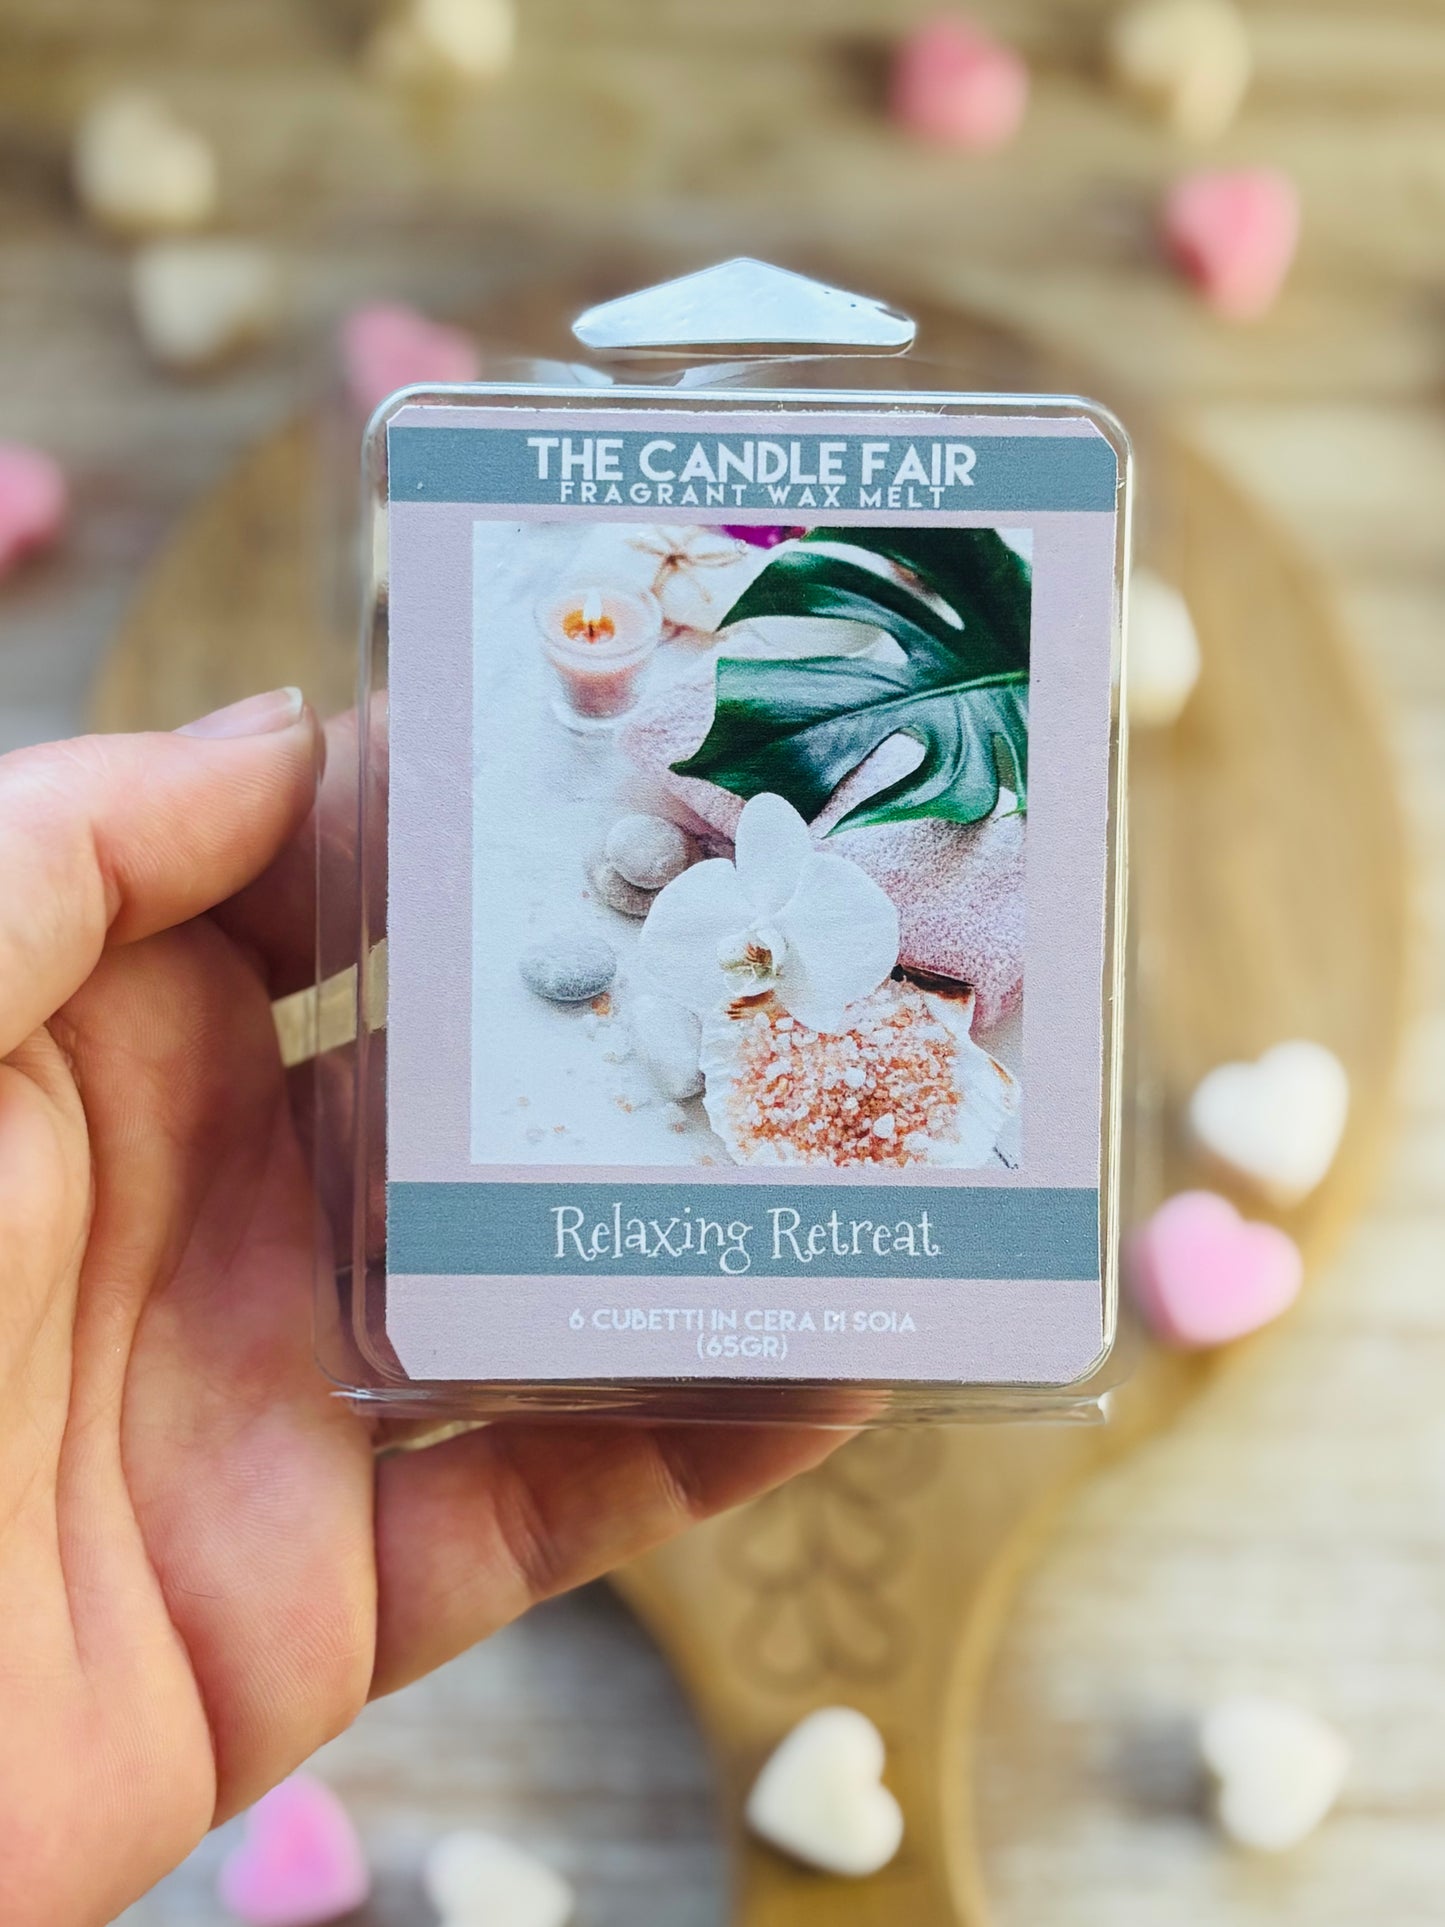 THE CANDLE FAIR
FRAGRANT WAX MELT
Relaxing Retreat
6 CUBETTI IN CERA DI SOIA
(65GR)